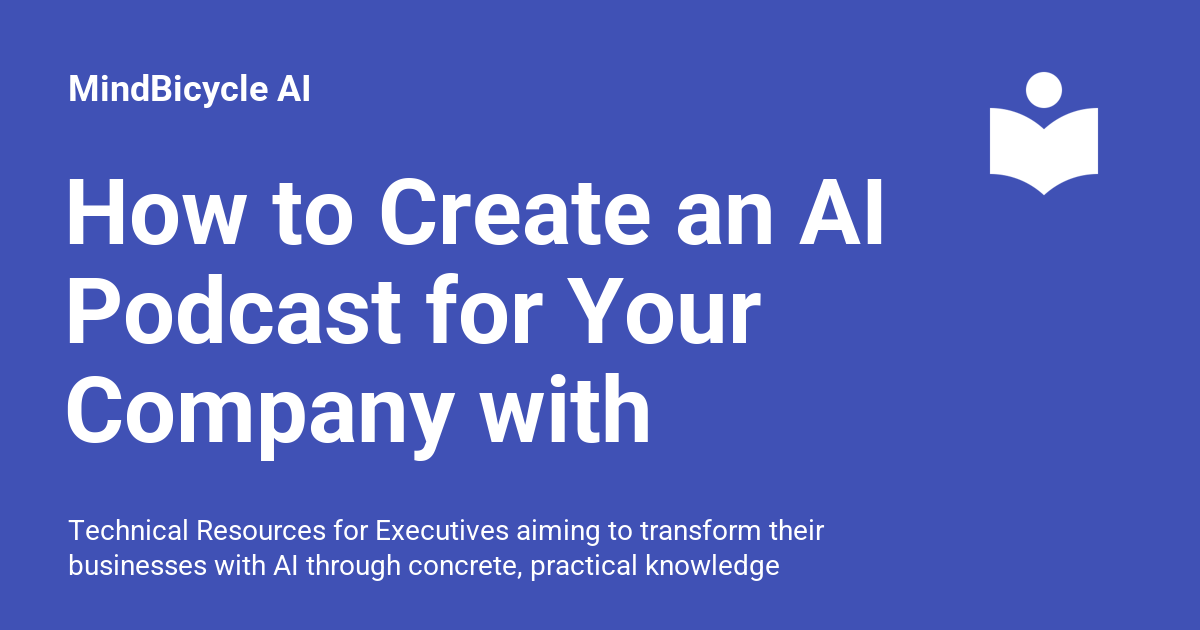 MindBicycle AI
How to Create an AI
Podcast for Your
Company with
Technical Resources for Executives aiming to transform their
businesses with AI through concrete, practical knowledge